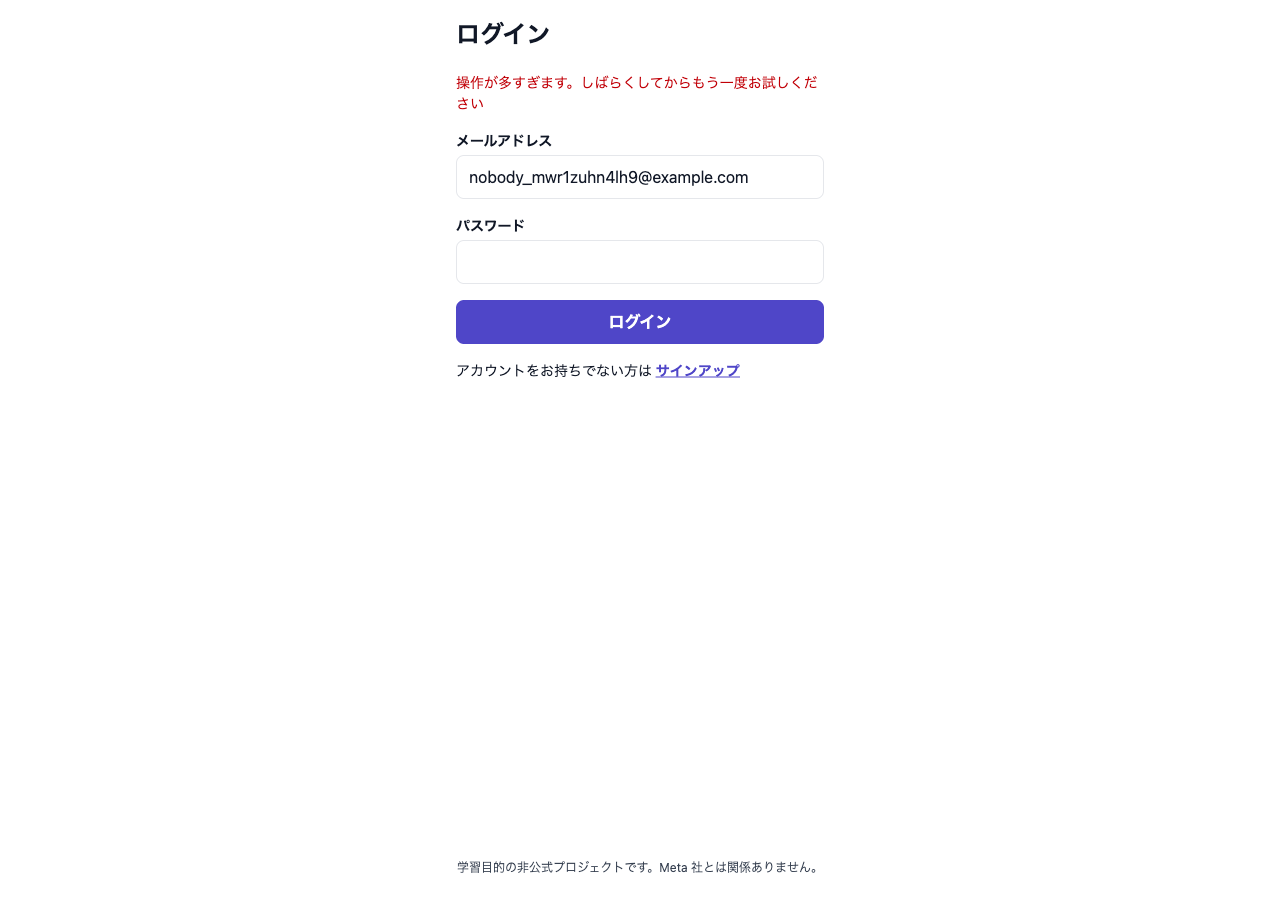 ログイン
操作が多すぎます。しばらくしてからもう一度お試しくだ
さい
メールアドレス
nobody_mwr1zuhn4lh9@example.com
パスワード
ログイン
アカウントをお持ちでない方は サインアップ
学習目的の非公式プロジェクトです。Meta 社とは関係ありません。